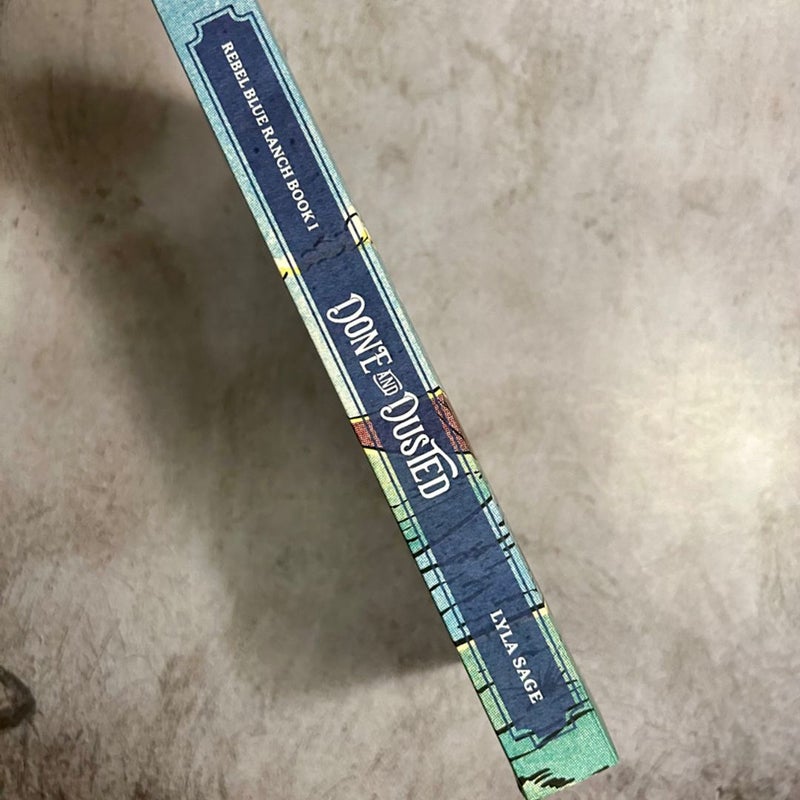 REBEL BLUE RANCH BOOK 1
DONE AND DUSTED
LYLA SAGE